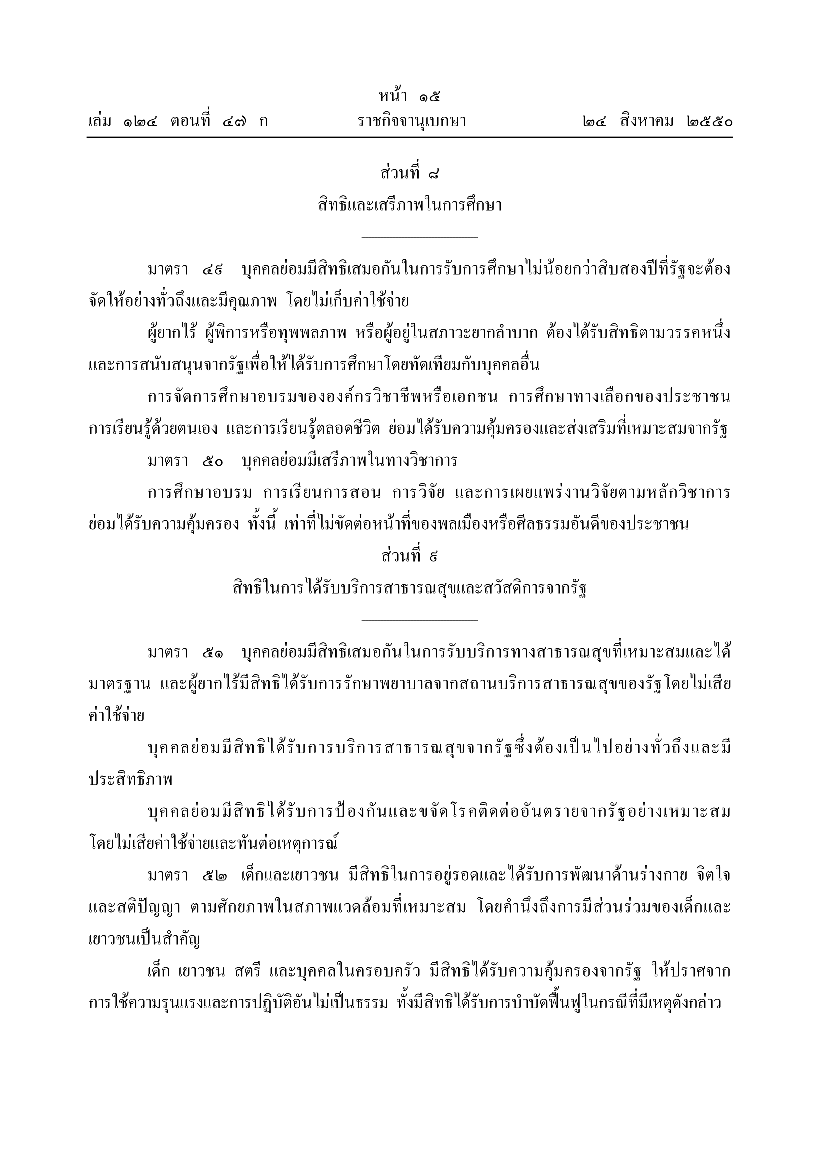 หน้า ๑๕
เล่ม ๑๒๔ ตอนที่ ๔๗ ก ราชกิจจานุเบกษา ๒๔ สิงหาคม ๒๕๕๐
ส่วนที่ ๘
สิทธิและเสรีภาพในการศึกษา
มาตรา ๔๙ บุคคลย่อมมีสิทธิเสมอกันในการรับการศึกษาไม่น้อยกว่าสิบสองปีที่รัฐจะต้อง
จัดให้อย่างทั่วถึงและมีคุณภาพ โดยไม่เก็บค่าใช้จ่าย
ผู้ยากไร้ ผู้พิการหรือทุพพลภาพ หรือผู้อยู่ในสภาวะยากลำบาก ต้องได้รับสิทธิตามวรรคหนึ่ง
และการสนับสนุนจากรัฐเพื่อให้ได้รับการศึกษาโดยทัดเทียมกับบุคคลอื่น
การจัดการศึกษาอบรมขององค์กรวิชาชีพหรือเอกชน การศึกษาทางเลือกของประชาชน
การเรียนรู้ด้วยตนเอง และการเรียนรู้ตลอดชีวิต ย่อมได้รับความคุ้มครองและส่งเสริมที่เหมาะสมจากรัฐ
มาตรา ๕๐ บุคคลย่อมมีเสรีภาพในทางวิชาการ
การศึกษาอบรม การเรียนการสอน การวิจัย และการเผยแพร่งานวิจัยตามหลักวิชาการ
ย่อมได้รับความคุ้มครอง ทั้งนี้ เท่าที่ไม่ขัดต่อหน้าที่ของพลเมืองหรือศีลธรรมอันดีของประชาชน
ส่วนที่ ๙
สิทธิในการได้รับบริการสาธารณสุขและสวัสดิการจากรัฐ
มาตรา ๕๑ บุคคลย่อมมีสิทธิเสมอกันในการรับบริการทางสาธารณสุขที่เหมาะสมและได้
มาตรฐาน และผู้ยากไร้มีสิทธิได้รับการรักษาพยาบาลจากสถานบริการสาธารณสุขของรัฐโดยไม่เสีย
ค่าใช้จ่าย
บุคคลย่อมมีสิทธิได้รับการบริการสาธารณสุขจากรัฐซึ่งต้องเป็นไปอย่างทั่วถึงและมี
ประสิทธิภาพ
บุคคลย่อมมีสิทธิได้รับการป้องกันและขจัดโรคติดต่ออันตรายจากรัฐอย่างเหมาะสม
โดยไม่เสียค่าใช้จ่ายและทันต่อเหตุการณ์
มาตรา ๕๒ เด็กและเยาวชน มีสิทธิในการอยู่รอดและได้รับการพัฒนาด้านร่างกาย จิตใจ
และสติปัญญา ตามศักยภาพในสภาพแวดล้อมที่เหมาะสม โดยคำนึงถึงการมีส่วนร่วมของเด็กและ
เยาวชนเป็นสำคัญ
เด็ก เยาวชน สตรี และบุคคลในครอบครัว มีสิทธิได้รับความคุ้มครองจากรัฐ ให้ปราศจาก
การใช้ความรุนแรงและการปฏิบัติอันไม่เป็นธรรม ทั้งมีสิทธิได้รับการบำบัดฟื้นฟูในกรณีที่มีเหตุดังกล่าว